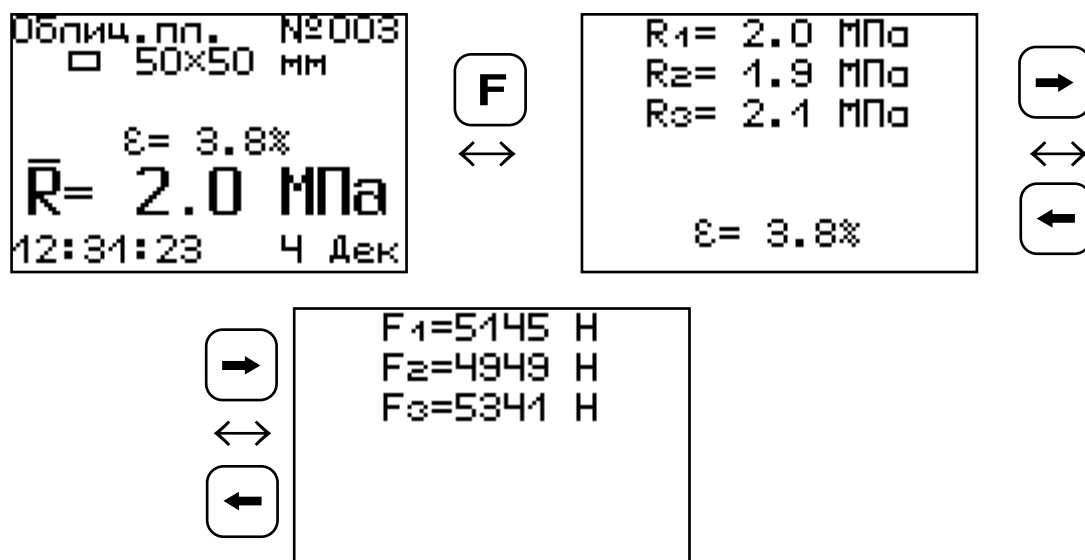 Облиц.пл. №003
50×50 мм
ε= 3.8%
R= 2.0 МПа
12:31:23 4 Дек
F
R1= 2.0 МПа
R2= 1.9 МПа
R3= 2.1 МПа
ε= 3.8%
F1=5145 Н
F2=4949 Н
F3=5341 Н